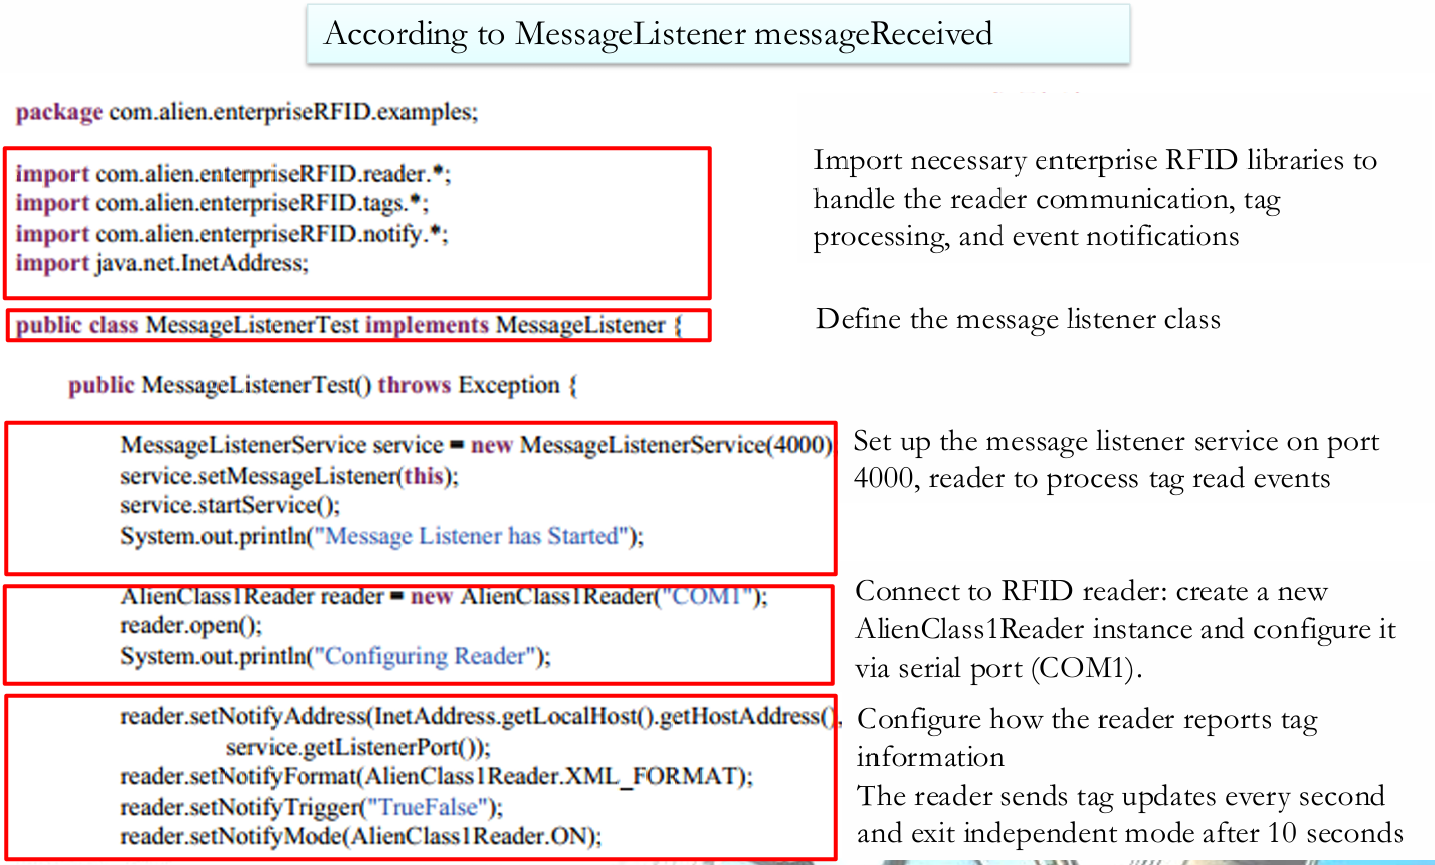 According to MessageListener messageReceived
package com.alien.enterpriseRFID.examples;
import com.alien.enterpriseRFID.reader.*;
import com.alien.enterpriseRFID.tags.*;
import com.alien.enterpriseRFID.notify.*;
import java.net.InetAddress;
Import necessary enterprise RFID libraries to
handle the reader communication, tag
processing, and event notifications
public class MessageListenerTest implements MessageListener {
Define the message listener class
public MessageListenerTest() throws Exception {
MessageListenerService service = new MessageListenerService(4000)
service.setMessageListener(this);
service.startService();
System.out.println("Message Listener has Started");
Set up the message listener service on port
4000, reader to process tag read events
AlienClass1Reader reader = new AlienClass1Reader("COM1");
reader.open();
System.out.println("Configuring Reader");
Connect to RFID reader: create a new
AlienClass1Reader instance and configure it
via serial port (COM1).
reader.setNotifyAddress(InetAddress.getLocalHost().getHostAddress(),
service.getListenerPort());
reader.setNotifyFormat(AlienClass1Reader.XML_FORMAT);
reader.setNotifyTrigger("TrueFalse");
reader.setNotifyMode(AlienClass1Reader.ON);
Configure how the reader reports tag
information
The reader sends tag updates every second
and exit independent mode after 10 seconds